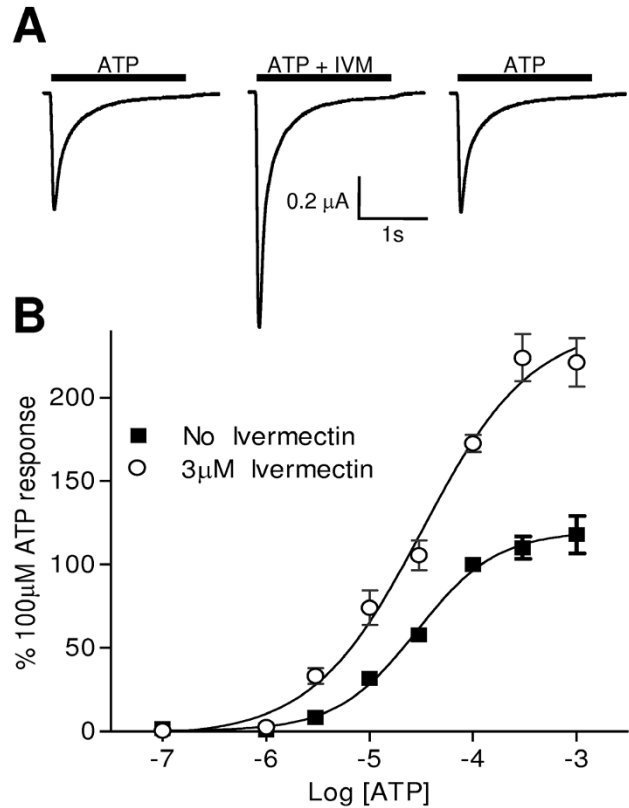 A
ATP ATP + IVM ATP
0.2 µA
1s
B
% 100µM ATP response
200
150
100
50
0
No Ivermectin
3µM Ivermectin
-7 -6 -5 -4 -3
Log [ATP]